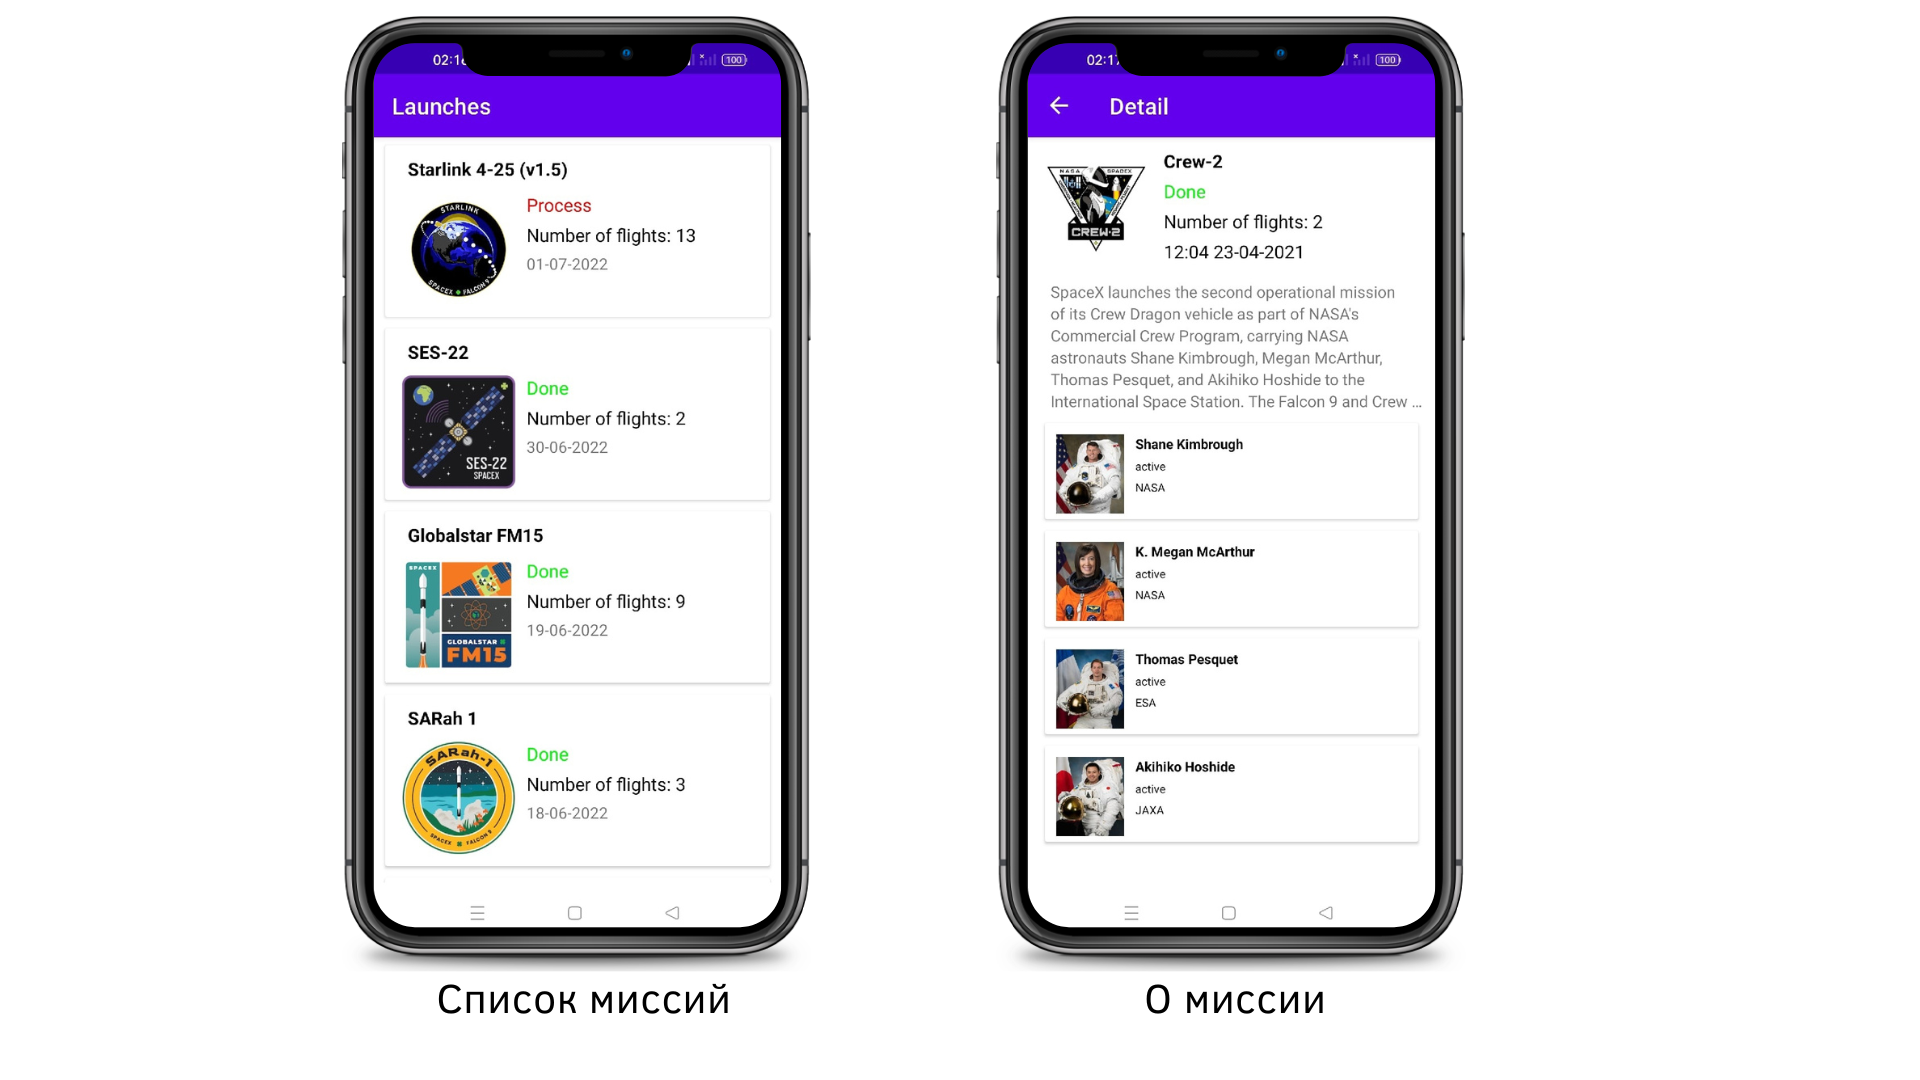 02:1
100
Launches
Starlink 4-25 (v1.5)
STARLINK
SPACEX FALCON 9
Process
Number of flights: 13
01-07-2022
SES-22
SES-22
SPACEX
Done
Number of flights: 2
30-06-2022
Globalstar FM15
SPACEX
GLOBALSTAR
FM15
Done
Number of flights: 9
19-06-2022
SARah 1
SARah-1
SPACEX FALCON 9
Done
Number of flights: 3
18-06-2022
Список миссий
02:17
100
Detail
NASA SPACEX
CREW-2
Crew-2
Done
Number of flights: 2
12:04 23-04-2021
SpaceX launches the second operational mission
of its Crew Dragon vehicle as part of NASA's
Commercial Crew Program, carrying NASA
astronauts Shane Kimbrough, Megan McArthur,
Thomas Pesquet, and Akihiko Hoshide to the
International Space Station. The Falcon 9 and Crew ...
Shane Kimbrough
active
NASA
K. Megan McArthur
active
NASA
Thomas Pesquet
active
ESA
Akihiko Hoshide
active
JAXA
О миссии